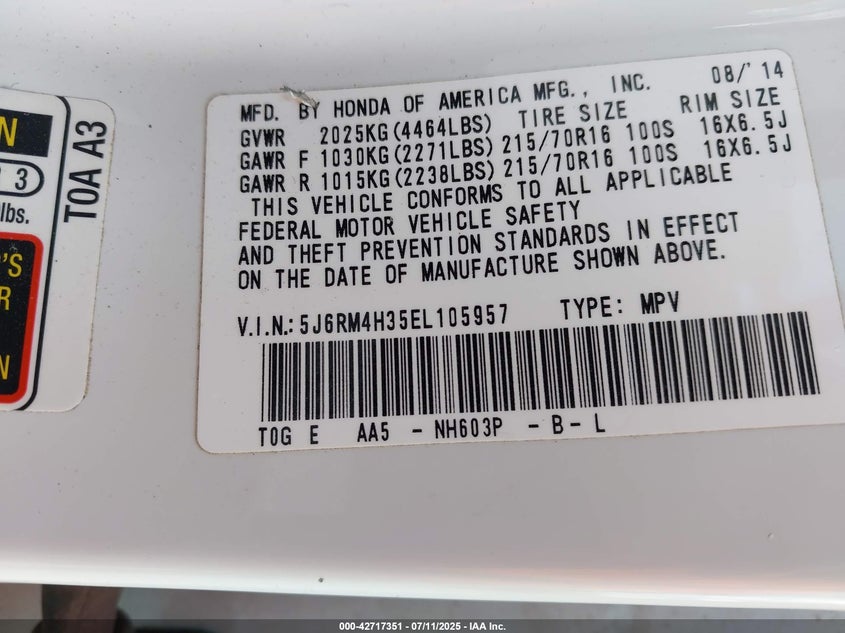 N
3
lbs.
'S
R
N
TOA A3
08/'14
MFD. BY HONDA OF AMERICA MFG., INC.
TIRE SIZE RIM SIZE
GVWR 2025KG(4464LBS)
GAWR F 1030KG(2271LBS) 215/70R16 100S 16X6.5J
GAWR R 1015KG(2238LBS) 215/70R16 100S 16X6.5J
THIS VEHICLE CONFORMS TO ALL APPLICABLE
FEDERAL MOTOR VEHICLE SAFETY
AND THEFT PREVENTION STANDARDS IN EFFECT
ON THE DATE OF MANUFACTURE SHOWN ABOVE.
V.I.N.: 5J6RM4H35EL105957 TYPE: MPV
TOG E AA5 - NH603P - B - L
000-42717351 - 07/11/2025 - IAA Inc.